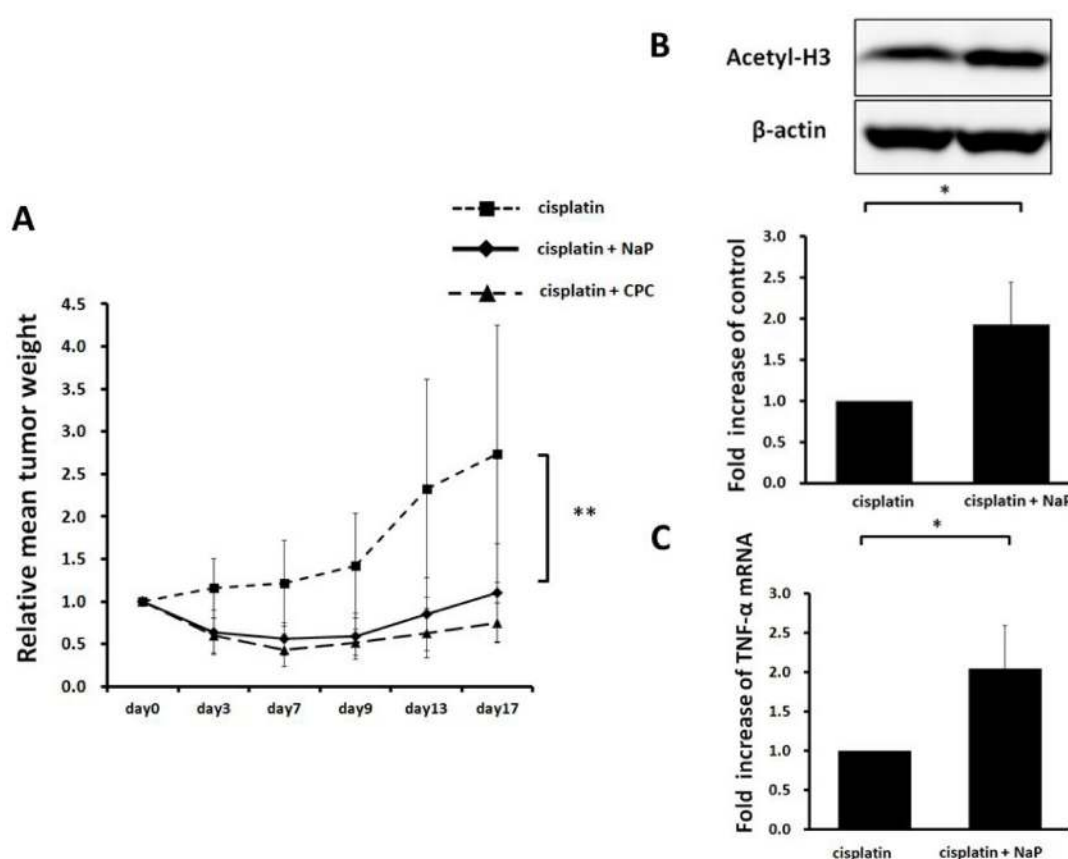 A
cisplatin
cisplatin + NaP
cisplatin + CPC
Relative mean tumor weight
4.5
4.0
3.5
3.0
2.5
2.0
1.5
1.0
0.5
0.0
day0 day3 day7 day9 day13 day17
**
B
Acetyl-H3
β-actin
*
Fold increase of control
3.0
2.5
2.0
1.5
1.0
0.5
0.0
cisplatin cisplatin + NaP
C
*
Fold increase of TNF-α mRNA
3.0
2.5
2.0
1.5
1.0
0.5
0.0
cisplatin cisplatin + NaP